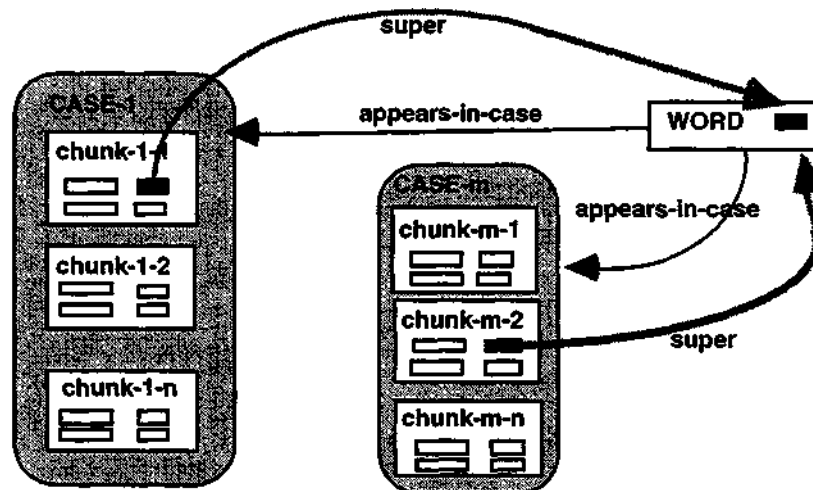 super
CASE-1
appears-in-case
WORD
chunk-1-1
CASE-m
appears-in-case
chunk-m-1
chunk-1-2
chunk-m-2
super
chunk-1-n
chunk-m-n